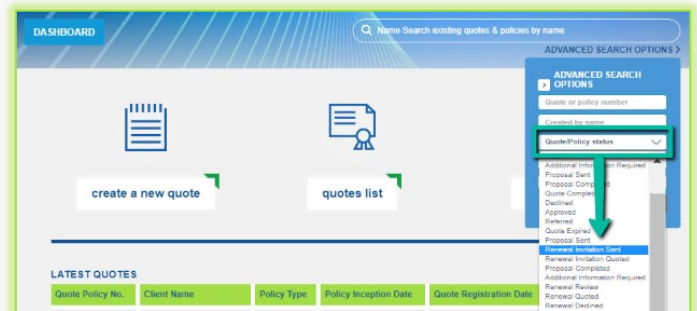 DASHBOARD
Name Search existing quotes & policies by name
ADVANCED SEARCH OPTIONS >
ADVANCED SEARCH
OPTIONS
Quote or policy number
Created by name
Quote/Policy status
Additional Information Required
Proposal Sent
Proposal Completed
Quote Completed
Declined
Approved
Referred
Quote Expired
Proposal Sent
Renewal Invitation Sent
Renewal Invitation Quoted
Proposal Completed
Additional Information Required
Renewal Review
Renewal Quoted
Renewal Declined
create a new quote
quotes list
LATEST QUOTES
Quote Policy No. Client Name Policy Type Policy Inception Date Quote Registration Date